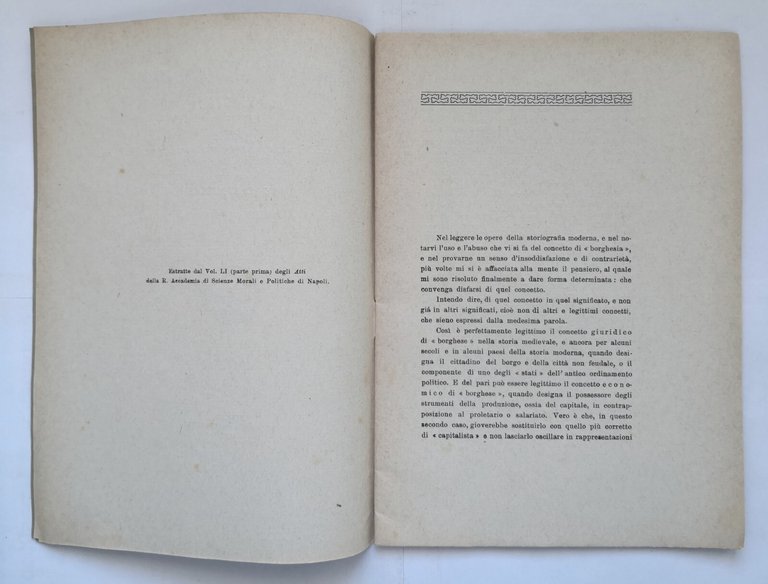 Estratte dal Vol. LI (parte prima) degli Atti
della R. Accademia di Scienze Morali e Politiche di Napoli.
Nel leggere le opere della storiografia moderna, e nel no-
tarvi l'uso e l'abuso che vi si fa del concetto di « borghesia »,
e nel provarne un senso d'insoddisfazione e di contrarietà,
più volte mi si è affacciata alla mente il pensiero, al quale
mi sono risoluto finalmente a dare forma determinata: che
convenga disfarsi di quel concetto.
Intendo dire, di quel concetto in quel significato, e non
già in altri significati, cioè non di altri e legittimi concetti,
che sieno espressi dalla medesima parola.
Così è perfettamente legittimo il concetto giuridico
di « borghese » nella storia medievale, e ancora per alcuni
secoli e in alcuni paesi della storia moderna, quando desi-
gna il cittadino del borgo e della città non feudale, o il
componente di uno degli « stati » dell'antico ordinamento
politico. E del pari può essere legittimo il concetto econo-
mico di « borghese », quando designa il possessore degli
strumenti della produzione, ossia del capitale, in contrap-
posizione al proletario o salariato. Vero è che, in questo
secondo caso, gioverebbe sostituirlo con quello più corretto
di « capitalista » e non lasciarlo oscillare in rappresentazioni